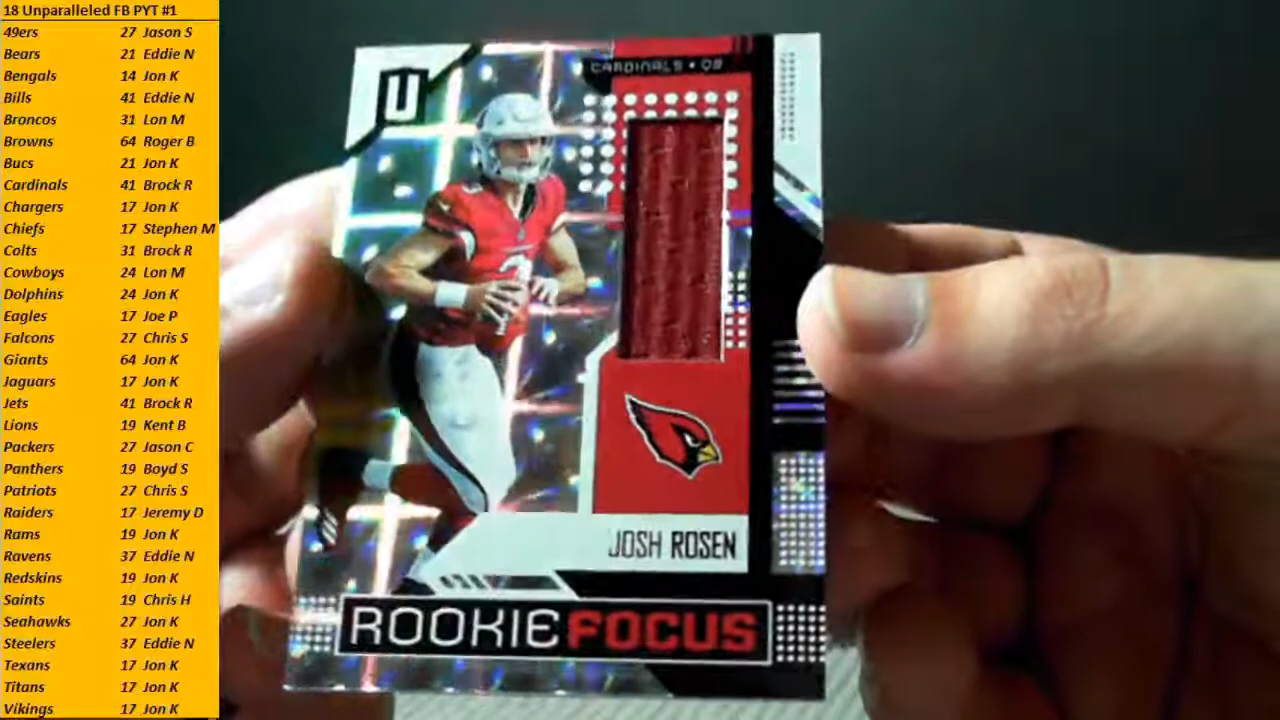 18 Unparalleled FB PYT #1
49ers 27 Jason S
Bears 21 Eddie N
Bengals 14 Jon K
Bills 41 Eddie N
Broncos 31 Lon M
Browns 64 Roger B
Bucs 21 Jon K
Cardinals 41 Brock R
Chargers 17 Jon K
Chiefs 17 Stephen M
Colts 31 Brock R
Cowboys 24 Lon M
Dolphins 24 Jon K
Eagles 17 Joe P
Falcons 27 Chris S
Giants 64 Jon K
Jaguars 17 Jon K
Jets 41 Brock R
Lions 19 Kent B
Packers 27 Jason C
Panthers 19 Boyd S
Patriots 27 Chris S
Raiders 17 Jeremy D
Rams 19 Jon K
Ravens 37 Eddie N
Redskins 19 Jon K
Saints 19 Chris H
Seahawks 27 Jon K
Steelers 37 Eddie N
Texans 17 Jon K
Titans 17 Jon K
Vikings 17 Jon K
U
CARDINALS • QB
3
JOSH ROSEN
ROOKIE FOCUS